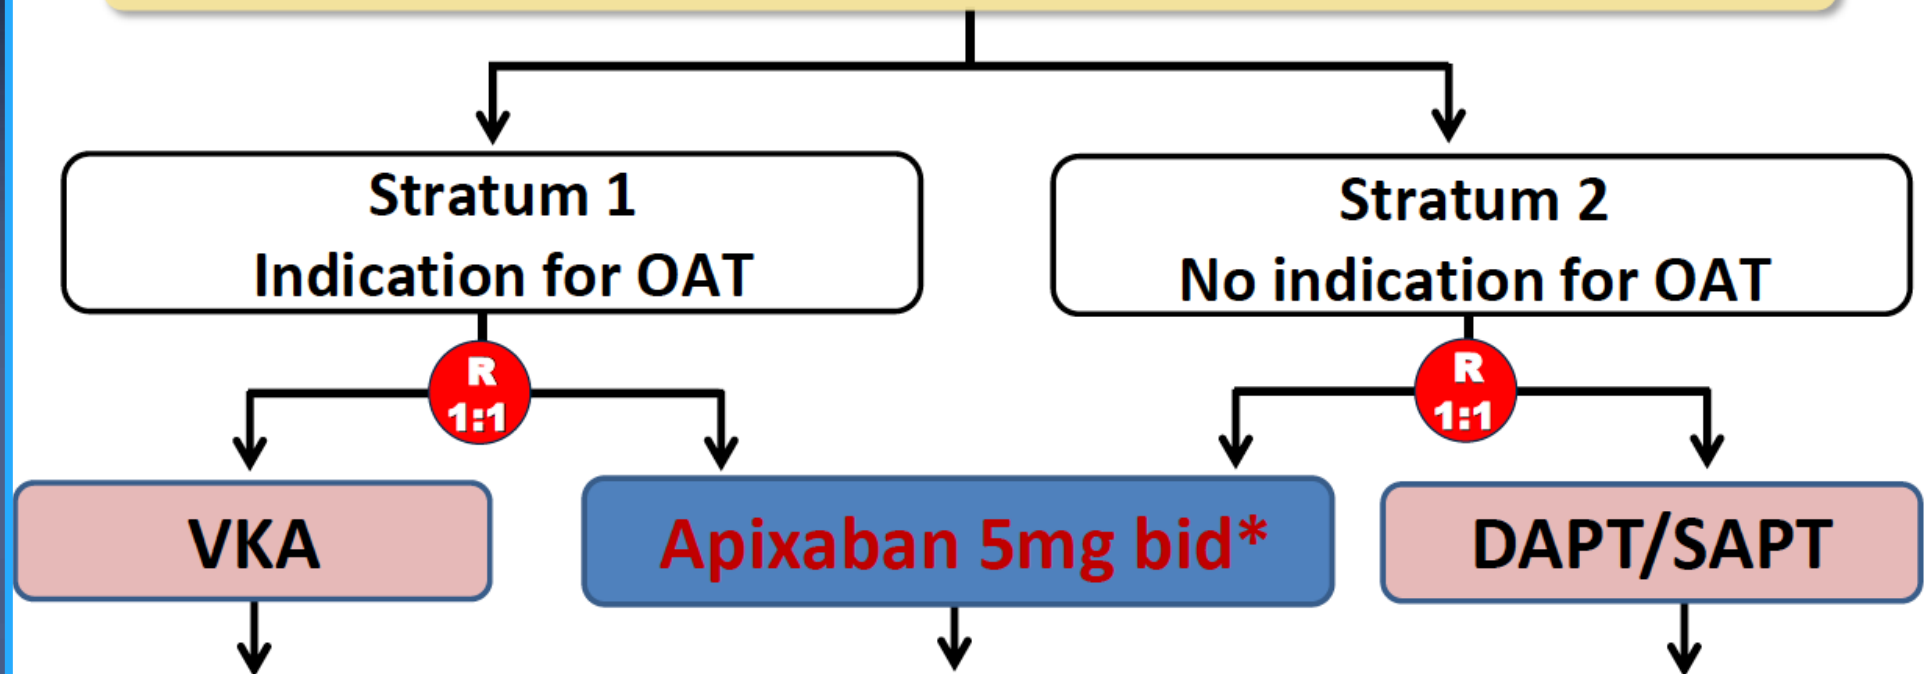 Stratum 1
Indication for OAT
Stratum 2
No indication for OAT
R
1:1
R
1:1
VKA
Apixaban 5mg bid*
DAPT/SAPT